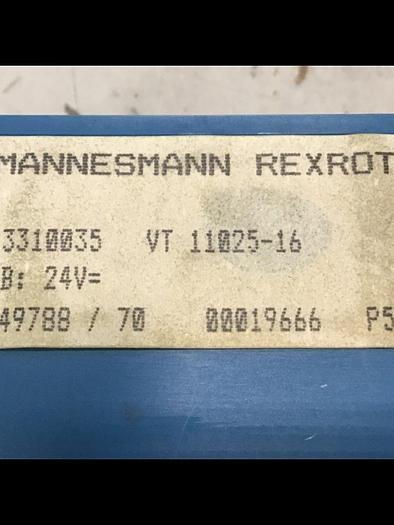 MANNESMANN REXROT
3310035 VT 11025-16
B: 24V=
49788 / 70 00019666 P5